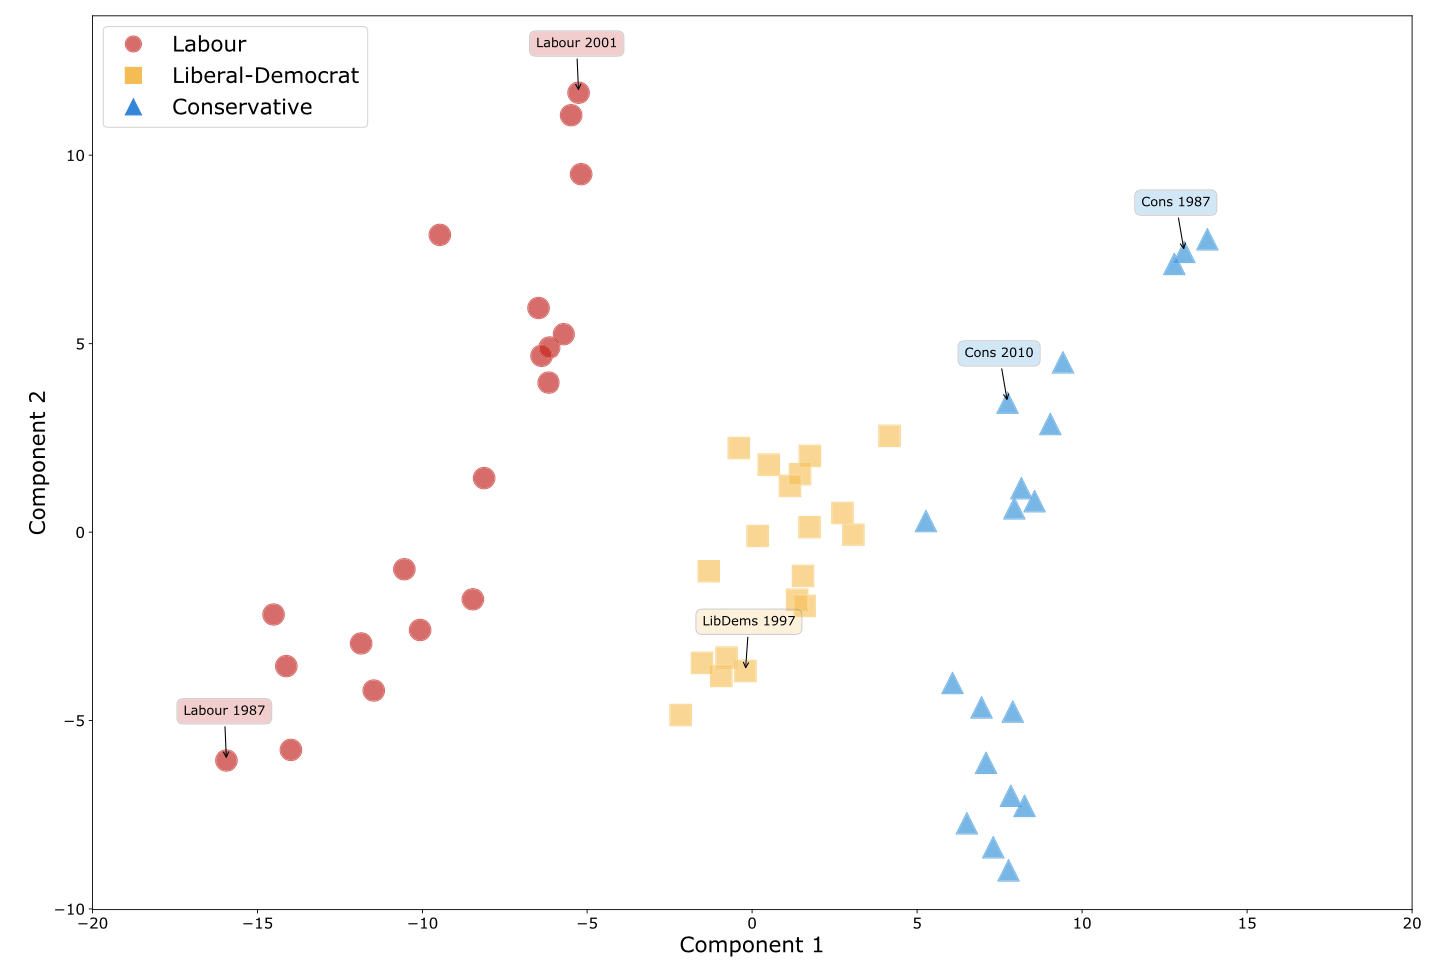 Labour
Liberal-Democrat
Conservative
Labour 2001
Cons 1987
Cons 2010
LibDems 1997
Labour 1987
Component 2
10
5
0
−5
−10
−20
−15
−10
−5
0
5
10
15
20
Component 1